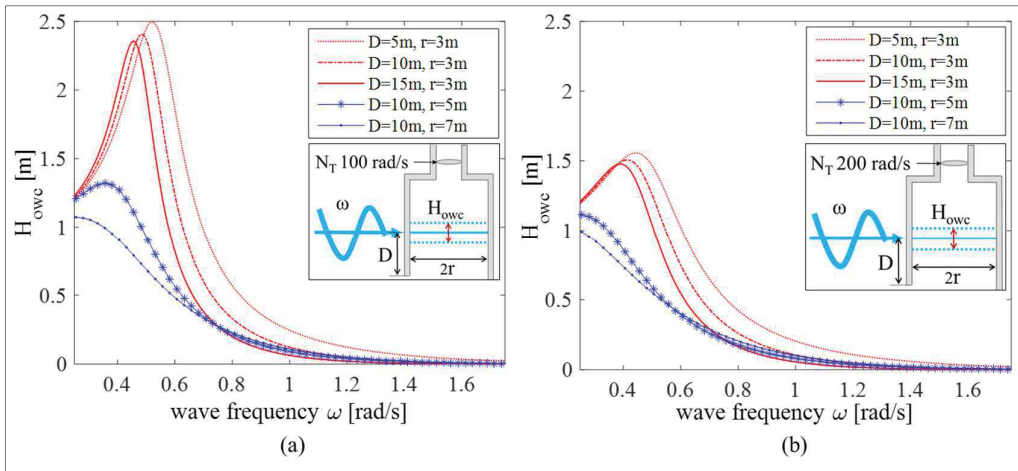 D=5m, r=3m
D=10m, r=3m
D=15m, r=3m
D=10m, r=5m
D=10m, r=7m
N_T 100 rad/s
ω
H_owc
D
2r
H_owc [m]
2.5
2
1.5
1
0.5
0
0.4 0.6 0.8 1 1.2 1.4 1.6
wave frequency ω [rad/s]
(a)
D=5m, r=3m
D=10m, r=3m
D=15m, r=3m
D=10m, r=5m
D=10m, r=7m
N_T 200 rad/s
ω
H_owc
D
2r
H_owc [m]
2.5
2
1.5
1
0.5
0
0.4 0.6 0.8 1 1.2 1.4 1.6
wave frequency ω [rad/s]
(b)